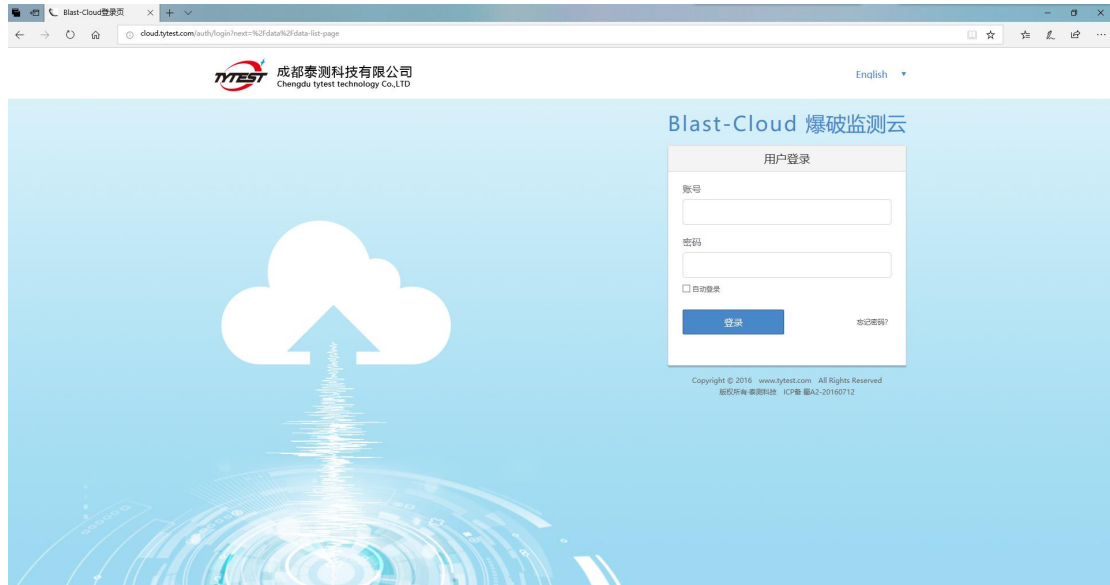 Blast-Cloud登录页
cloud.tytest.com/auth/login?next=%2Fdata%2Fdata-list-page
TYTEST
成都泰测科技有限公司
Chengdu tytest technology Co.,LTD
English
Blast-Cloud 爆破监测云
用户登录
账号
密码
自动登录
登录
忘记密码?
Copyright © 2016 www.tytest.com All Rights Reserved
版权所有·泰测科技 ICP备 蜀A2-20160712